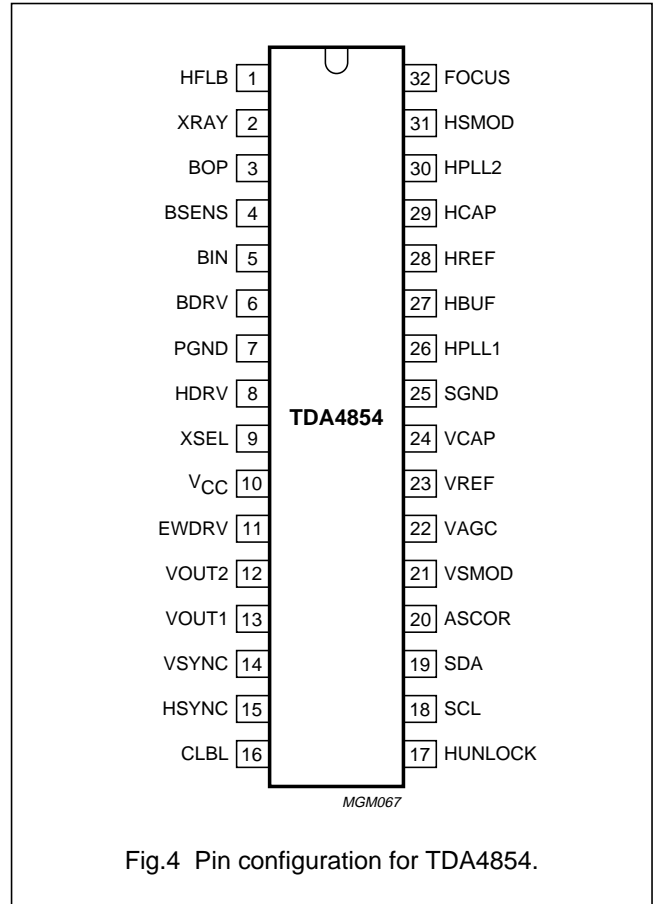 HFLB 1 32 FOCUS
XRAY 2 31 HSMOD
BOP 3 30 HPLL2
BSENS 4 29 HCAP
BIN 5 28 HREF
BDRV 6 27 HBUF
PGND 7 26 HPLL1
HDRV 8 25 SGND
TDA4854
XSEL 9 24 VCAP
VCC 10 23 VREF
EWDRV 11 22 VAGC
VOUT2 12 21 VSMOD
VOUT1 13 20 ASCOR
VSYNC 14 19 SDA
HSYNC 15 18 SCL
CLBL 16 17 HUNLOCK
MGM067
Fig.4 Pin configuration for TDA4854.